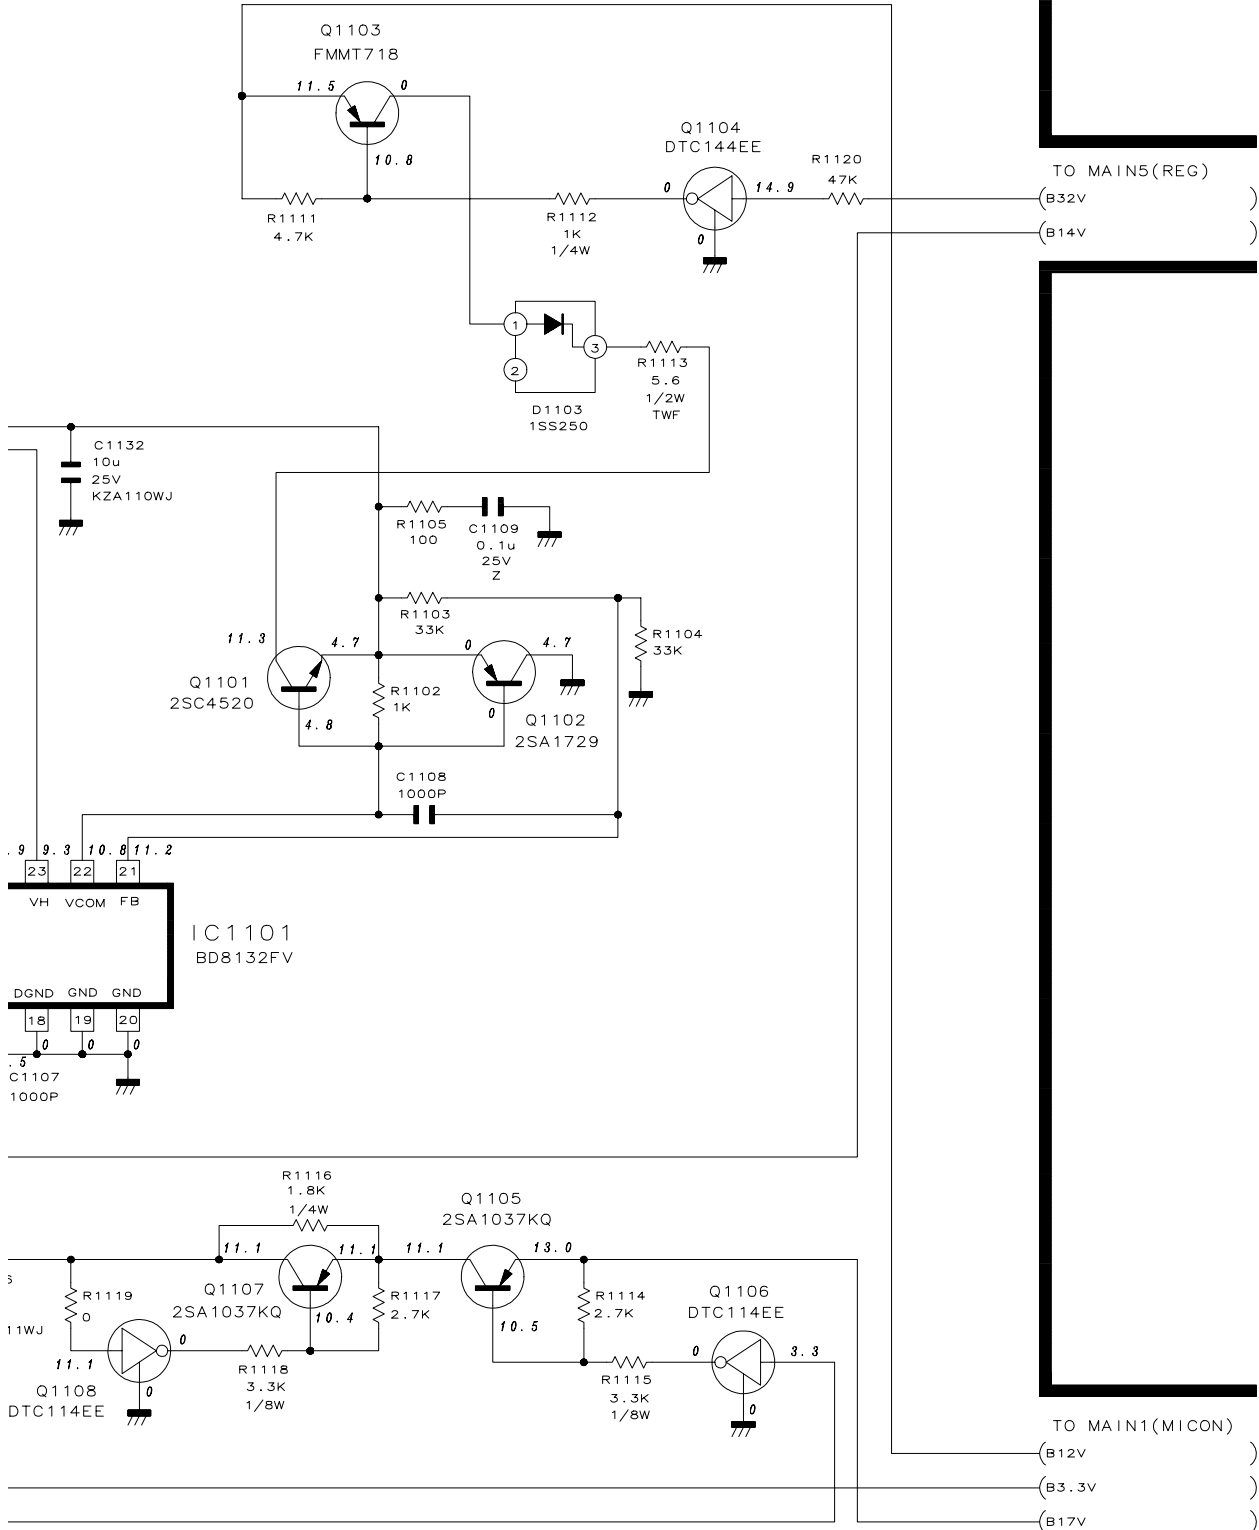 Q1103
FMMT718
11.5
0
10.8
R1111
4.7K
R1112
1K
1/4W
Q1104
DTC144EE
0
14.9
0
R1120
47K
TO MAIN5(REG)
(B32V )
(B14V )
1
2
3
D1103
1SS250
R1113
5.6
1/2W
TWF
C1132
10u
25V
KZA110WJ
R1105
100
C1109
0.1u
25V
Z
R1103
33K
R1104
33K
11.3
4.7
Q1101
2SC4520
4.8
R1102
1K
0
4.7
0
Q1102
2SA1729
C1108
1000P
.9 9.3 10.8 11.2
23 22 21
VH VCOM FB
IC1101
BD8132FV
DGND GND GND
18 19 20
0 0 0
.5
C1107
1000P
R1116
1.8K
1/4W
11.1
11.1
11.1
13.0
Q1105
2SA1037KQ
10.5
Q1107
2SA1037KQ
10.4
R1117
2.7K
R1114
2.7K
Q1106
DTC114EE
0
3.3
0
R1115
3.3K
1/8W
6
R1119
0
11WJ
11.1
0
0
Q1108
DTC114EE
R1118
3.3K
1/8W
TO MAIN1(MICON)
(B12V )
(B3.3V )
(B17V )